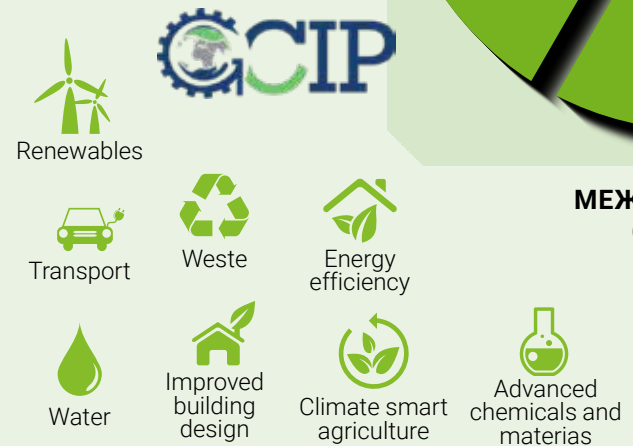 GCIP
Renewables
МЕЖ
Transport
Weste
Energy
efficiency
Water
Improved
building
design
Climate smart
agriculture
Advanced
chemicals and
materias